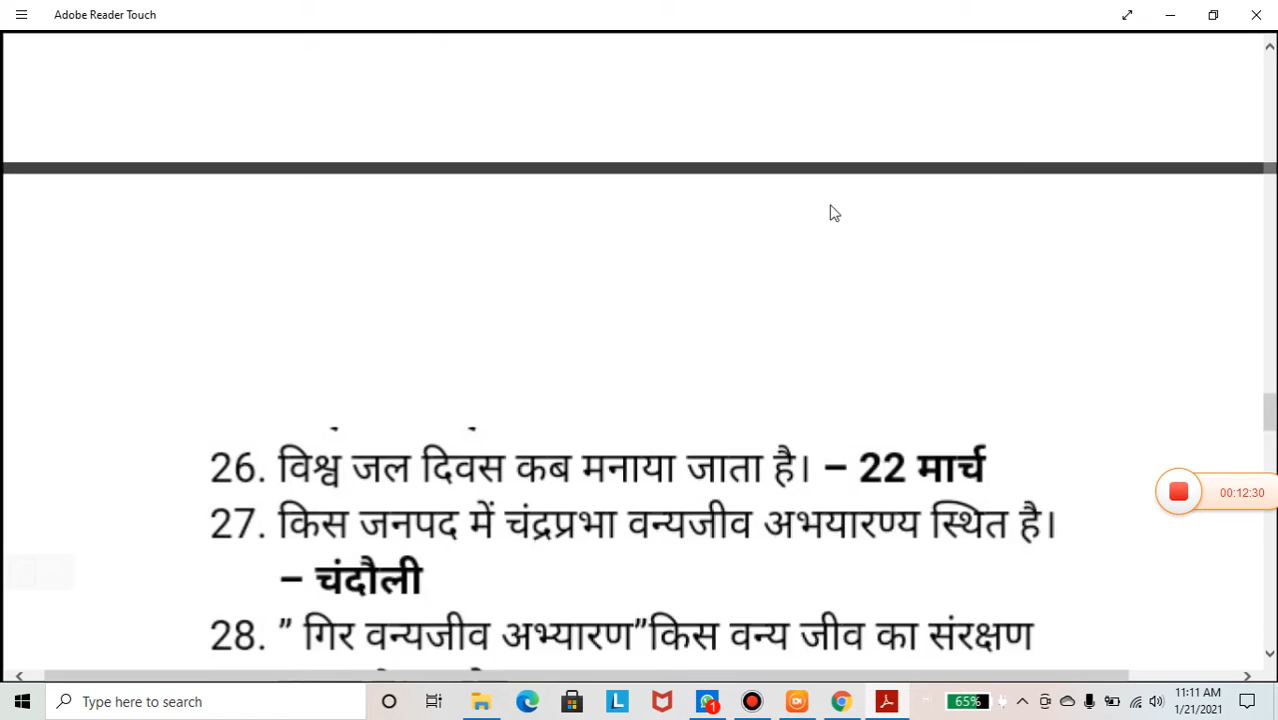 Adobe Reader Touch
26. विश्व जल दिवस कब मनाया जाता है। – 22 मार्च
27. किस जनपद में चंद्रप्रभा वन्यजीव अभयारण्य स्थित है।
– चंदौली
28. ” गिर वन्यजीव अभ्यारण”किस वन्य जीव का संरक्षण
00:12:30
Type here to search
L
1
65%
11:11 AM
1/21/2021